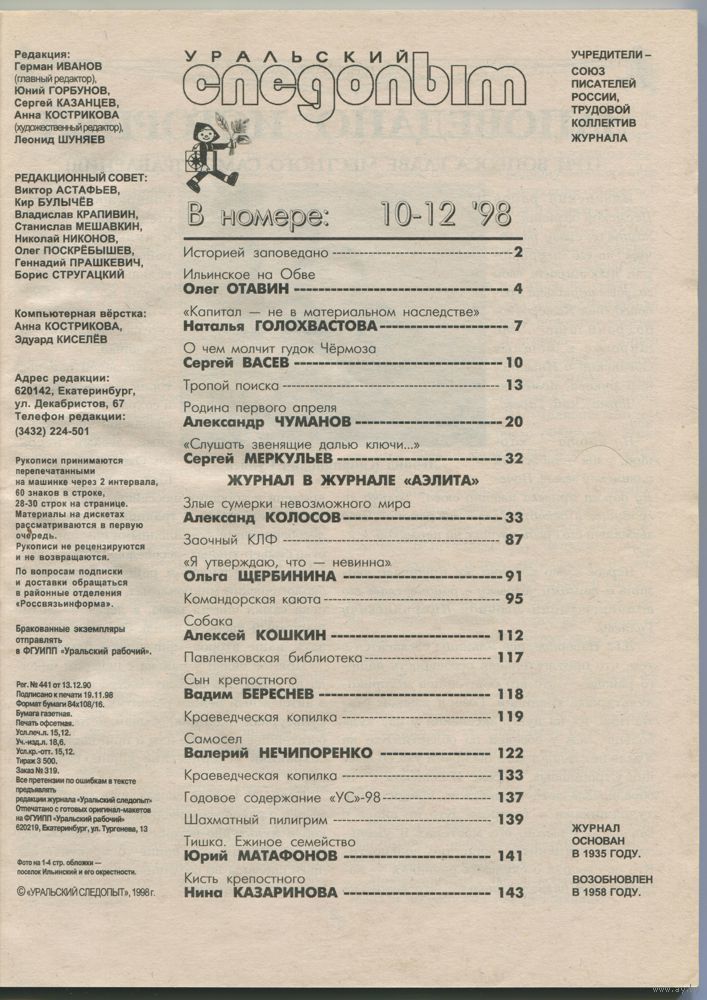 Редакция:
Герман ИВАНОВ
(главный редактор),
Юний ГОРБУНОВ,
Сергей КАЗАНЦЕВ,
Анна КОСТРИКОВА
(художественный редактор),
Леонид ШУНЯЕВ
РЕДАКЦИОННЫЙ СОВЕТ:
Виктор АСТАФЬЕВ,
Кир БУЛЫЧЁВ
Владислав КРАПИВИН,
Станислав МЕШАВКИН,
Николай НИКОНОВ,
Олег ПОСКРЁБЫШЕВ,
Геннадий ПРАШКЕВИЧ,
Борис СТРУГАЦКИЙ
Компьютерная вёрстка:
Анна КОСТРИКОВА,
Эдуард КИСЕЛЁВ
Адрес редакции:
620142, Екатеринбург,
ул. Декабристов, 67
Телефон редакции:
(3432) 224-501
Рукописи принимаются
перепечатанными
на машинке через 2 интервала,
60 знаков в строке,
28-30 строк на странице.
Материалы на дискетах
рассматриваются в первую
очередь.
Рукописи не рецензируются
и не возвращаются.
По вопросам подписки
и доставки обращаться
в районные отделения
«Россвязьинформа».
Бракованные экземпляры
отправлять
в ФГУИПП «Уральский рабочий».
Рег. № 441 от 13.12.90
Подписано к печати 19.11.98
Формат бумаги 84х108/16.
Бумага газетная.
Печать офсетная.
Усл.печ.л. 15,12.
Уч.-изд.л. 18,6.
Усл.кр.-отт. 15,12.
Тираж 3 500.
Заказ № 319.
Все претензии по ошибкам в тексте
предъявлять
редакции журнала «Уральский следопыт»
Отпечатано с готовых оригинал-макетов
на ФГУИПП «Уральский рабочий»
620219, Екатеринбург, ул. Тургенева, 13
Фото на 1-4 стр. обложки —
поселок Ильинский и его окрестности.
© «УРАЛЬСКИЙ СЛЕДОПЫТ», 1998 г.
УРАЛЬСКИЙ
следопыт
В номере: 10-12 '98
Историей заповедано 2
Ильинское на Обве
Олег ОТАВИН 4
«Капитал — не в материальном наследстве»
Наталья ГОЛОХВАСТОВА 7
О чем молчит гудок Чёрмоза
Сергей ВАСЕВ 10
Тропой поиска 13
Родина первого апреля
Александр ЧУМАНОВ 20
«Слушать звенящие далью ключи...»
Сергей МЕРКУЛЬЕВ 32
ЖУРНАЛ В ЖУРНАЛЕ «АЭЛИТА»
Злые сумерки невозможного мира
Александ КОЛОСОВ 33
Заочный КЛФ 87
«Я утверждаю, что — невинна»
Ольга ЩЕРБИНИНА 91
Командорская каюта 95
Собака
Алексей КОШКИН 112
Павленковская библиотека 117
Сын крепостного
Вадим БЕРЕСНЕВ 118
Краеведческая копилка 119
Самосел
Валерий НЕЧИПОРЕНКО 122
Краеведческая копилка 133
Годовое содержание «УС»-98 137
Шахматный пилигрим 139
Тишка. Ежиное семейство
Юрий МАТАФОНОВ 141
Кисть крепостного
Нина КАЗАРИНОВА 143
УЧРЕДИТЕЛИ –
СОЮЗ
ПИСАТЕЛЕЙ
РОССИИ,
ТРУДОВОЙ
КОЛЛЕКТИВ
ЖУРНАЛА
ЖУРНАЛ
ОСНОВАН
В 1935 ГОДУ.
ВОЗОБНОВЛЕН
В 1958 ГОДУ.